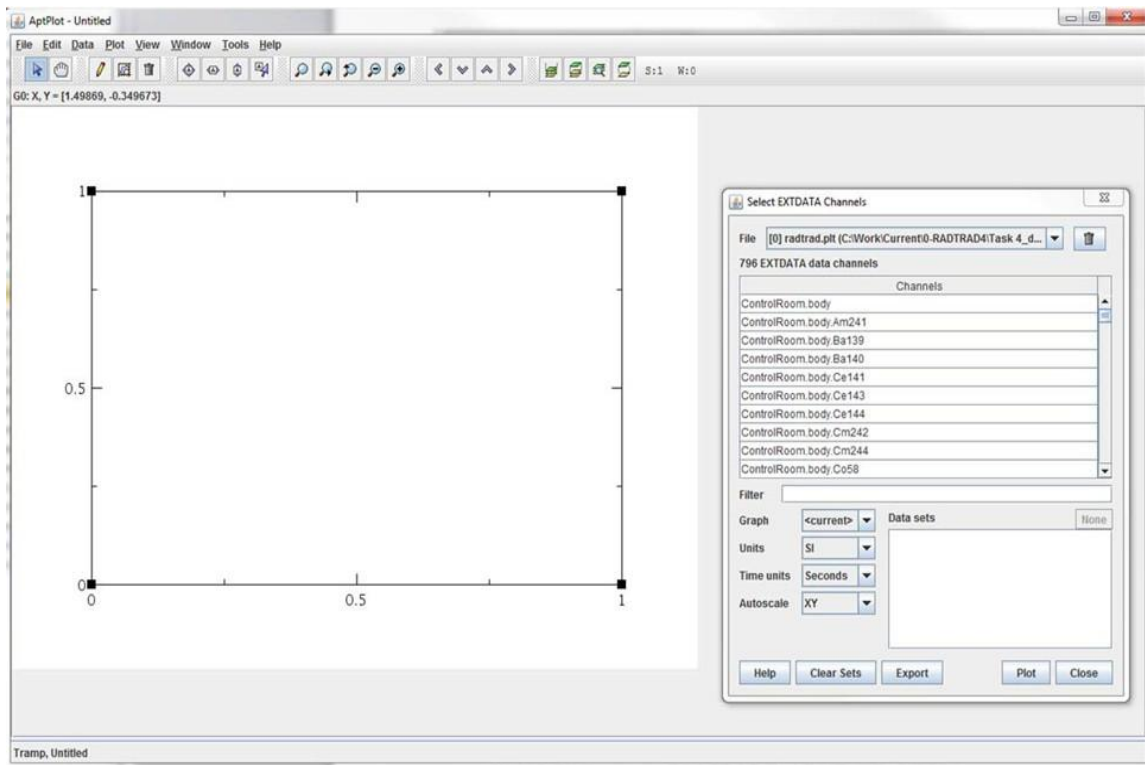 AptPlot - Untitled
File Edit Data Plot View Window Tools Help
S:1 W:0
G0: X, Y = [1.49869, -0.349673]
1
0.5
0
0
0.5
1
Select EXTDATA Channels
File [0] radtrad.plt (C:\Work\Current\0-RADTRAD4\Task 4_d...
796 EXTDATA data channels
Channels
ControlRoom.body
ControlRoom.body.Am241
ControlRoom.body.Ba139
ControlRoom.body.Ba140
ControlRoom.body.Ce141
ControlRoom.body.Ce143
ControlRoom.body.Ce144
ControlRoom.body.Cm242
ControlRoom.body.Cm244
ControlRoom.body.Co58
Filter
Graph <current> Data sets None
Units SI
Time units Seconds
Autoscale XY
Help Clear Sets Export Plot Close
Tramp, Untitled